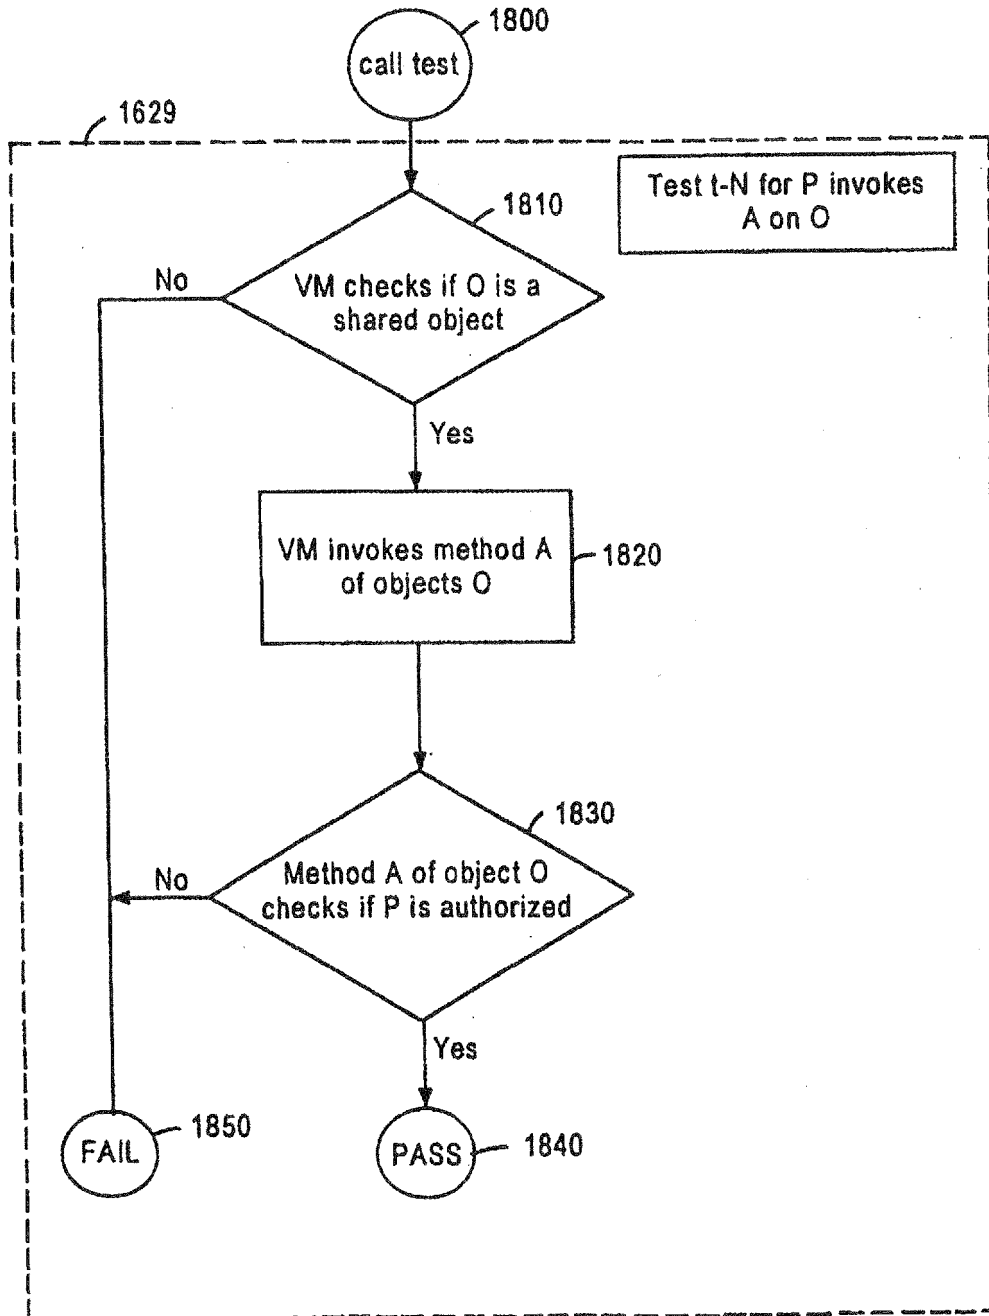 1800
call test
1629
Test t-N for P invokes
A on O
1810
No
VM checks if O is a
shared object
Yes
VM invokes method A
of objects O
1820
1830
No
Method A of object O
checks if P is authorized
Yes
1850
FAIL
1840
PASS